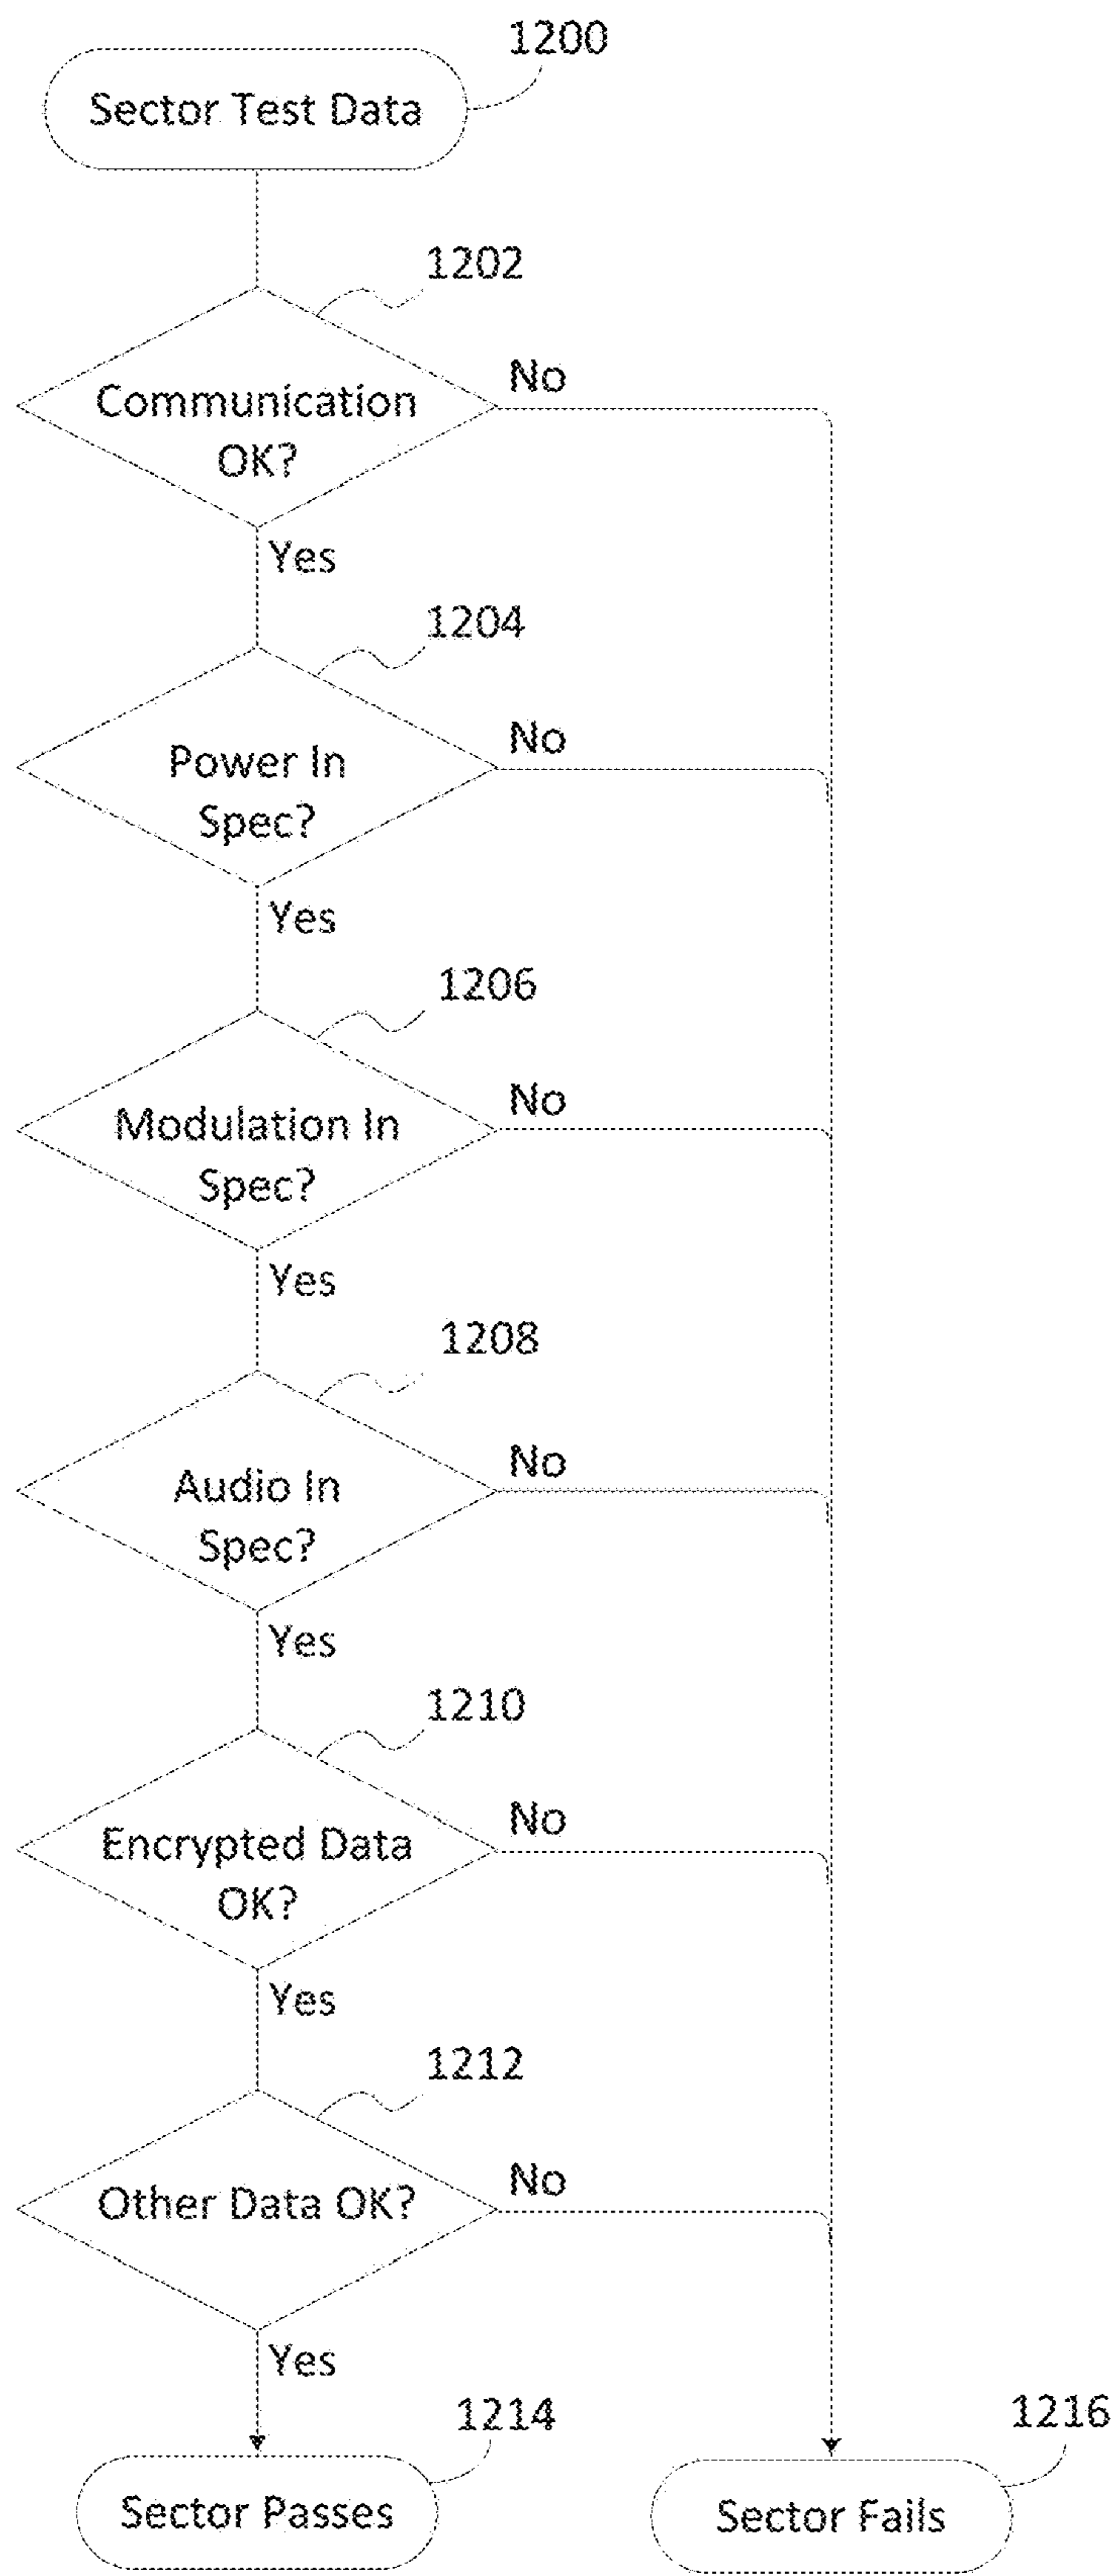 1200
Sector Test Data
1202
Communication
OK?
No
Yes
1204
Power In
Spec?
No
Yes
1206
Modulation In
Spec?
No
Yes
1208
Audio In
Spec?
No
Yes
1210
Encrypted Data
OK?
No
Yes
1212
Other Data OK?
No
Yes
1214
Sector Passes
1216
Sector Fails